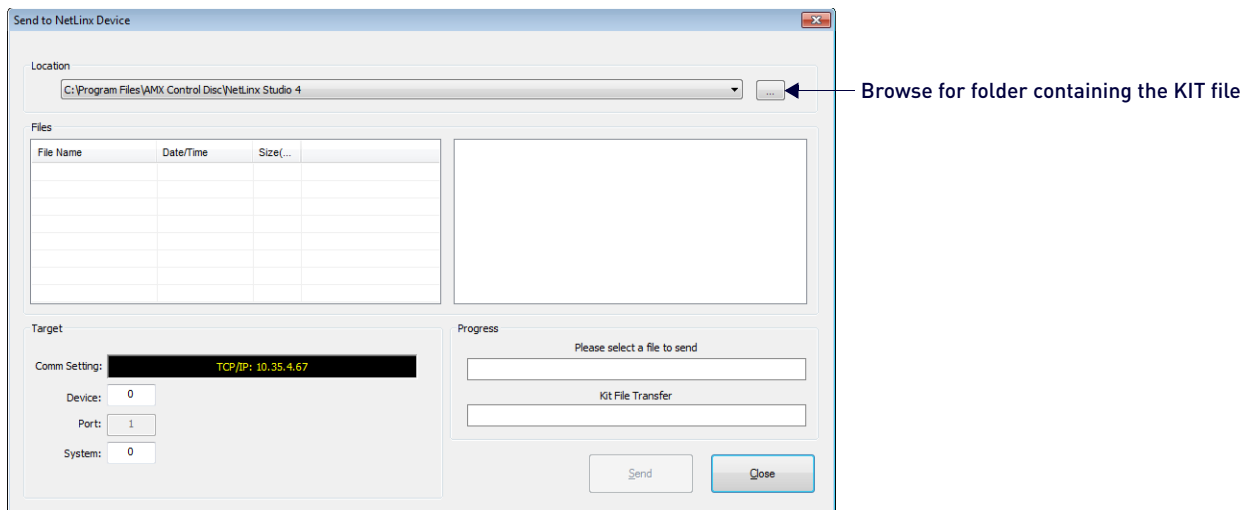 Send to NetLinx Device
Location
C:\Program Files\AMX Control Disc\NetLinx Studio 4
...
Browse for folder containing the KIT file
Files
File Name Date/Time Size(...
Target
Comm Setting: TCP/IP: 10.35.4.67
Device: 0
Port: 1
System: 0
Progress
Please select a file to send
Kit File Transfer
Send Close